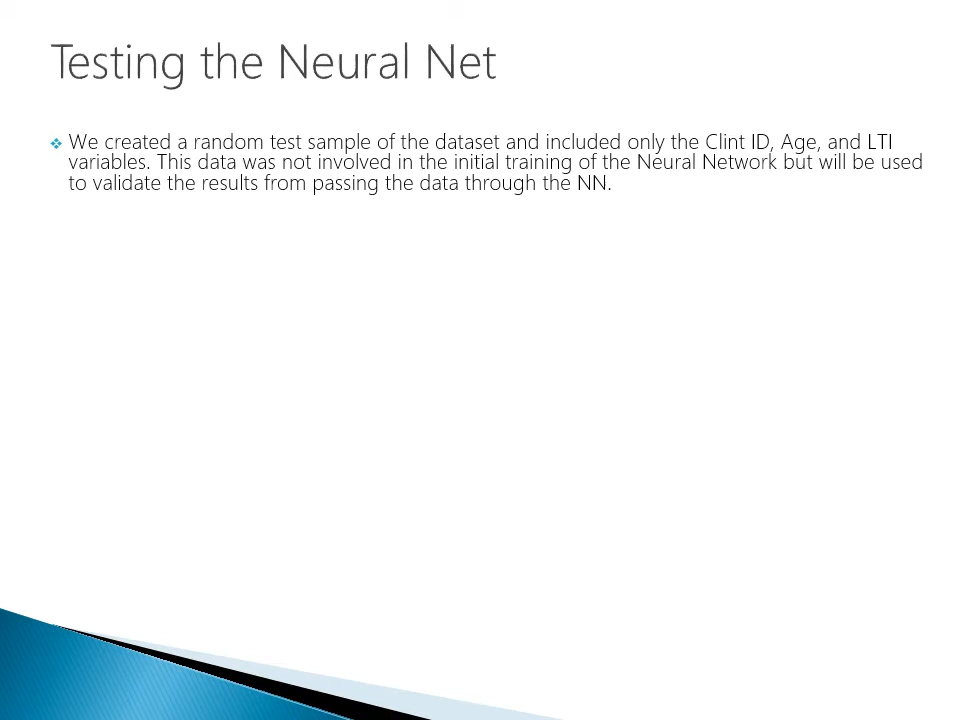 Testing the Neural Net
❖ We created a random test sample of the dataset and included only the Clint ID, Age, and LTI
variables. This data was not involved in the initial training of the Neural Network but will be used
to validate the results from passing the data through the NN.